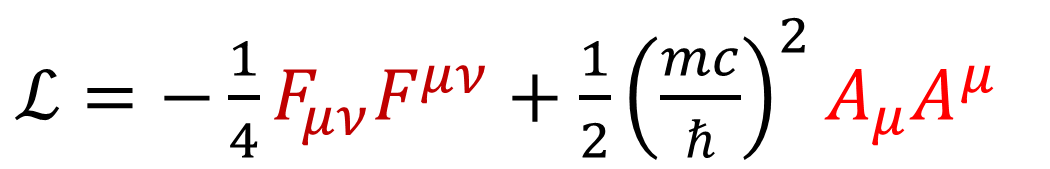 ℒ = −1/4 F_μν F^μν + 1/2 (mc/ℏ)^2 A_μ A^μ